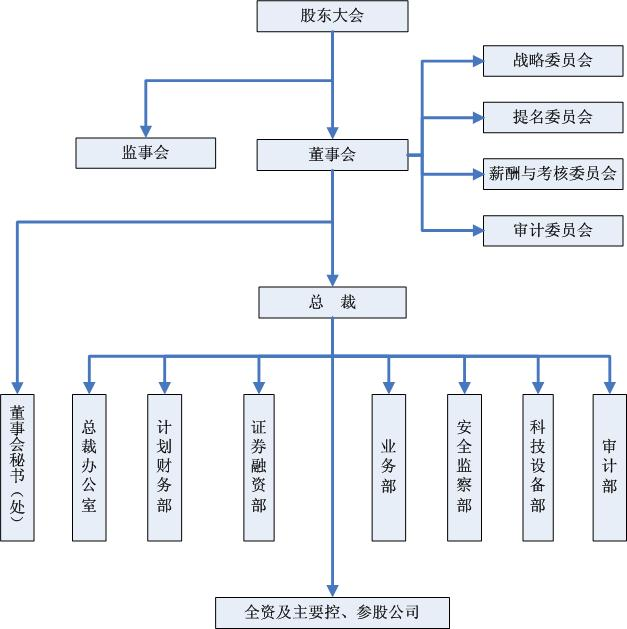 股东大会
战略委员会
提名委员会
监事会
董事会
薪酬与考核委员会
审计委员会
总 裁
董事会秘书（处）
总裁办公室
计划财务部
证券融资部
业务部
安全监察部
科技设备部
审计部
全资及主要控、参股公司